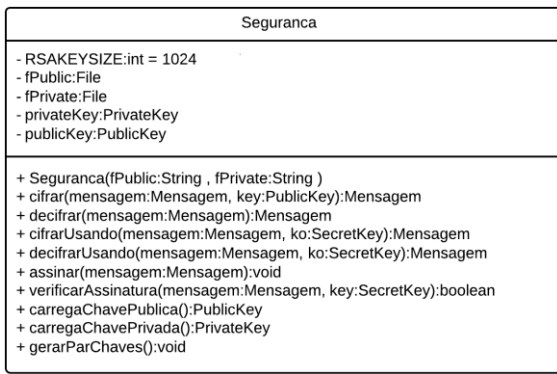 Seguranca
- RSAKEYSIZE:int = 1024
- fPublic:File
- fPrivate:File
- privateKey:PrivateKey
- publicKey:PublicKey
+ Seguranca(fPublic:String , fPrivate:String )
+ cifrar(mensagem:Mensagem, key:PublicKey):Mensagem
+ decifrar(mensagem:Mensagem):Mensagem
+ cifrarUsando(mensagem:Mensagem, ko:SecretKey):Mensagem
+ decifrarUsando(mensagem:Mensagem, ko:SecretKey):Mensagem
+ assinar(mensagem:Mensagem):void
+ verificarAssinatura(mensagem:Mensagem, key:SecretKey):boolean
+ carregaChavePublica():PublicKey
+ carregaChavePrivada():PrivateKey
+ gerarParChaves():void